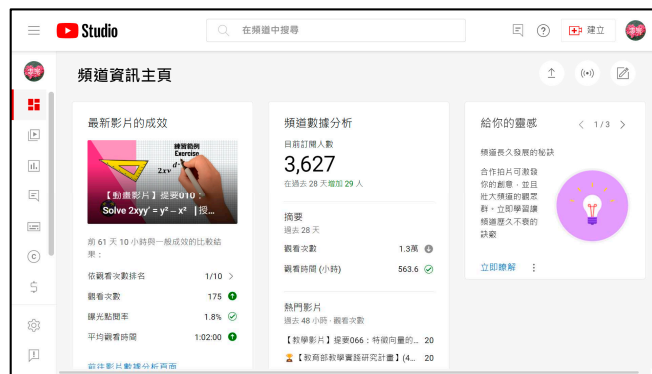 Studio
在頻道中搜尋
建立
頻道資訊主頁
最新影片的成效
練習範例
Exercise
2xy
【動畫影片】提要010：
Solve 2xyy' = y² − x² |授...
前 61 天 10 小時與一般成效的比較結
果：
依觀看次數排名 1/10
觀看次數 175
曝光點閱率 1.8%
平均觀看時間 1:02:00
前往影片數據分析頁面
頻道數據分析
目前訂閱人數
3,627
在過去 28 天增加 29 人
摘要
過去 28 天
觀看次數 1.3萬
觀看時間 (小時) 563.6
熱門影片
過去 48 小時 · 觀看次數
【教學影片】提要066：特徵向量的... 20
【教育部教學實踐研究計畫】(4... 20
給你的靈感
1/3
頻道長久發展的秘訣
合作拍片可激發
你的創意，並且
壯大頻道的觀眾
群。立即學習讓
頻道歷久不衰的
訣竅
立即瞭解